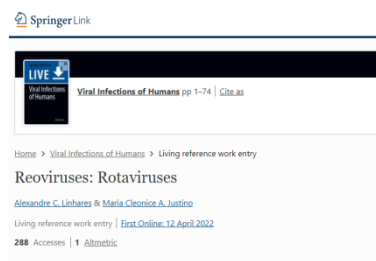 Springer Link
LIVE
Viral Infections
of Humans
Viral Infections of Humans pp 1–74 | Cite as
Home > Viral Infections of Humans > Living reference work entry
Reoviruses: Rotaviruses
Alexandre C. Linhares & Maria Cleonice A. Justino
Living reference work entry | First Online: 12 April 2022
288 Accesses | 1 Altmetric